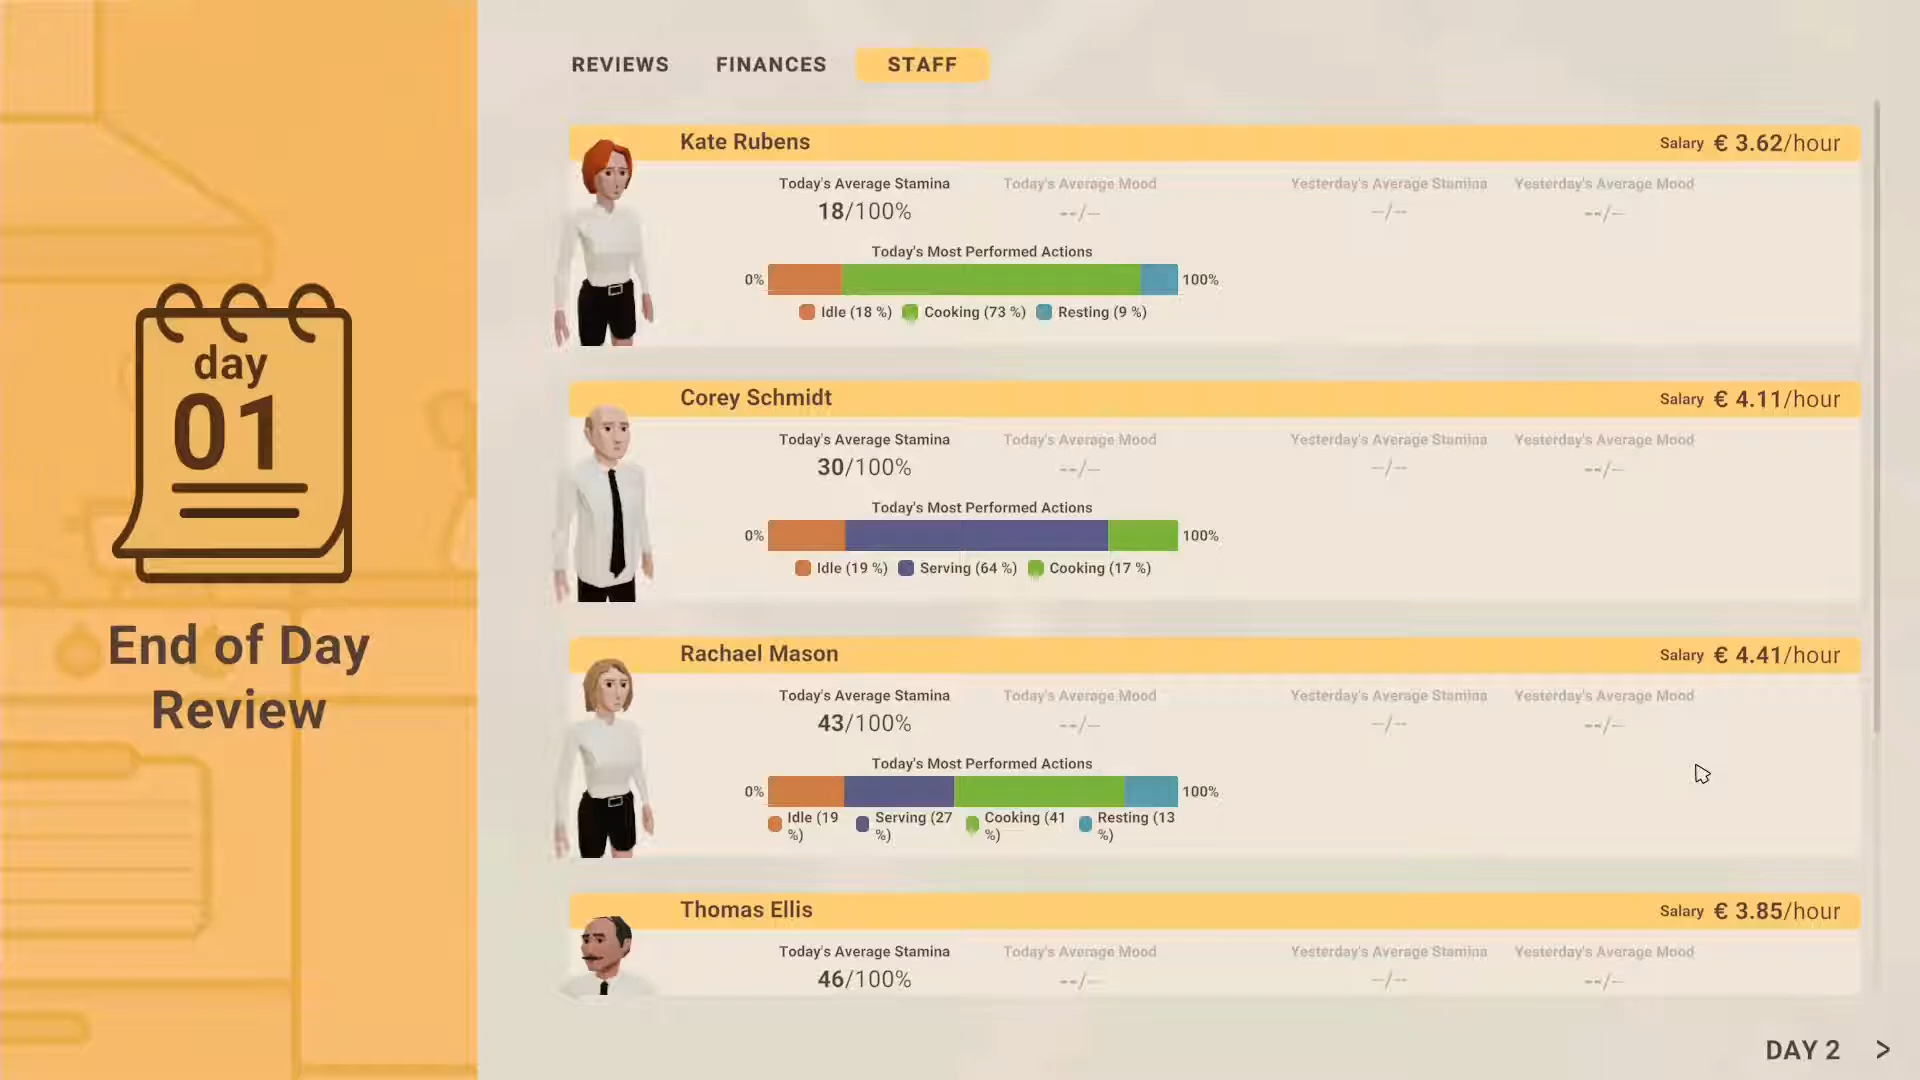 REVIEWS FINANCES STAFF
day
01
End of Day
Review
Kate Rubens Salary € 3.62/hour
Today's Average Stamina Today's Average Mood Yesterday's Average Stamina Yesterday's Average Mood
18/100% --/-- --/-- --/--
Today's Most Performed Actions
0% 100%
Idle (18 %) Cooking (73 %) Resting (9 %)
Corey Schmidt Salary € 4.11/hour
Today's Average Stamina Today's Average Mood Yesterday's Average Stamina Yesterday's Average Mood
30/100% --/-- --/-- --/--
Today's Most Performed Actions
0% 100%
Idle (19 %) Serving (64 %) Cooking (17 %)
Rachael Mason Salary € 4.41/hour
Today's Average Stamina Today's Average Mood Yesterday's Average Stamina Yesterday's Average Mood
43/100% --/-- --/-- --/--
Today's Most Performed Actions
0% 100%
Idle (19 Serving (27 Cooking (41 Resting (13
%) %) %) %)
Thomas Ellis Salary € 3.85/hour
Today's Average Stamina Today's Average Mood Yesterday's Average Stamina Yesterday's Average Mood
46/100% --/-- --/-- --/--
DAY 2 >